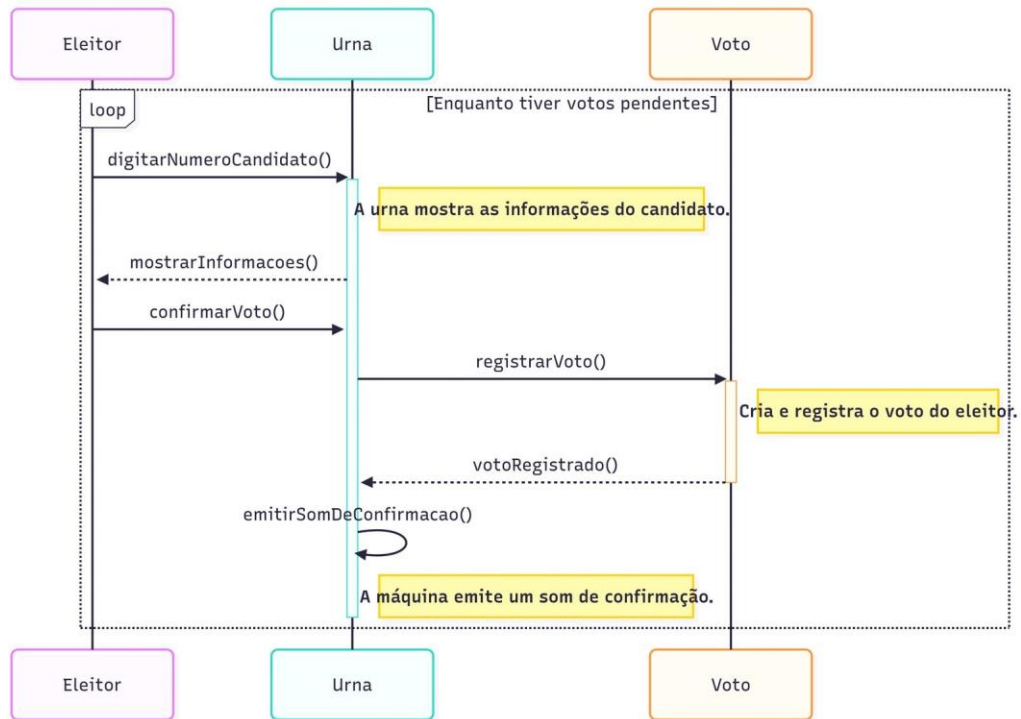 Eleitor
Urna
Voto
loop
[Enquanto tiver votos pendentes]
digitarNumeroCandidato()
A urna mostra as informações do candidato.
mostrarInformacoes()
confirmarVoto()
registrarVoto()
Cria e registra o voto do eleitor.
votoRegistrado()
emitirSomDeConfirmacao()
A máquina emite um som de confirmação.
Eleitor
Urna
Voto